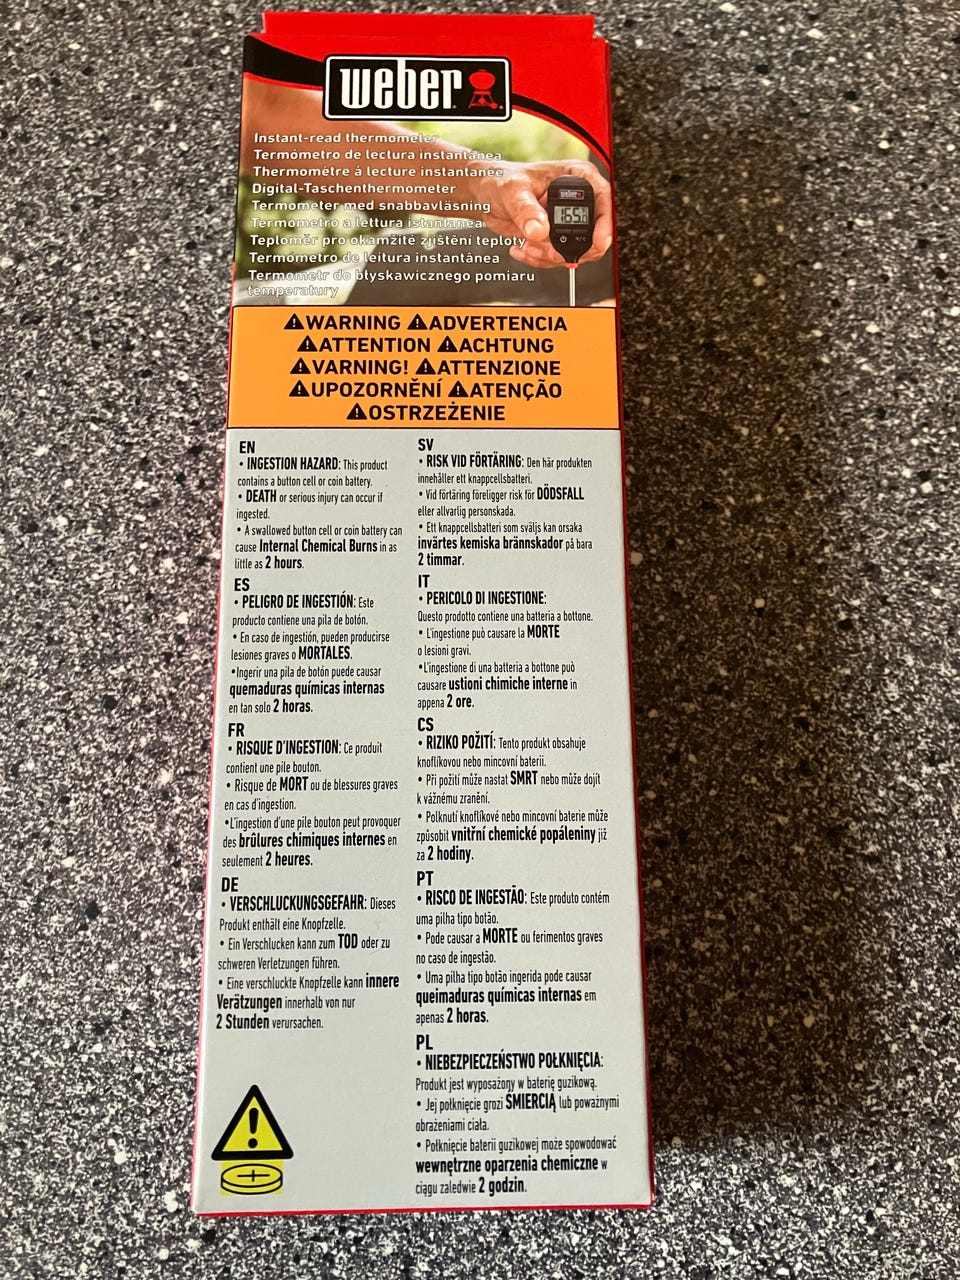 weber
Instant-read thermometer
Termómetro de lectura instantánea
Thermomètre à lecture instantanée
Digital-Taschenthermometer
Termometer med snabbavläsning
Termometro a lettura istantanea
Teploměr pro okamžité zjištění teploty
Termómetro de leitura instantânea
Termometr do błyskawicznego pomiaru
temperatury
weber
⚠WARNING ⚠ADVERTENCIA
⚠ATTENTION ⚠ACHTUNG
⚠VARNING! ⚠ATTENZIONE
⚠UPOZORNĚNÍ ⚠ATENÇÃO
⚠OSTRZEŻENIE
EN
• INGESTION HAZARD: This product
contains a button cell or coin battery.
• DEATH or serious injury can occur if
ingested.
• A swallowed button cell or coin battery can
cause Internal Chemical Burns in as
little as 2 hours.
ES
• PELIGRO DE INGESTIÓN: Este
producto contiene una pila de botón.
• En caso de ingestión, pueden producirse
lesiones graves o MORTALES.
•Ingerir una pila de botón puede causar
quemaduras químicas internas
en tan solo 2 horas.
FR
• RISQUE D'INGESTION: Ce produit
contient une pile bouton.
• Risque de MORT ou de blessures graves
en cas d'ingestion.
•L'ingestion d'une pile bouton peut provoquer
des brûlures chimiques internes en
seulement 2 heures.
DE
• VERSCHLUCKUNGSGEFAHR: Dieses
Produkt enthält eine Knopfzelle.
• Ein Verschlucken kann zum TOD oder zu
schweren Verletzungen führen.
• Eine verschluckte Knopfzelle kann innere
Verätzungen innerhalb von nur
2 Stunden verursachen.
SV
• RISK VID FÖRTÄRING: Den här produkten
innehåller ett knappcellsbatteri.
• Vid förtäring föreligger risk för DÖDSFALL
eller allvarlig personskada.
• Ett knappcellsbatteri som sväljs kan orsaka
invärtes kemiska brännskador på bara
2 timmar.
IT
• PERICOLO DI INGESTIONE:
Questo prodotto contiene una batteria a bottone.
• L'ingestione può causare la MORTE
o lesioni gravi.
•L'ingestione di una batteria a bottone può
causare ustioni chimiche interne in
appena 2 ore.
CS
• RIZIKO POŽITÍ: Tento produkt obsahuje
knoflíkovou nebo mincovní baterii.
• Při požití může nastat SMRT nebo může dojít
k vážnému zranění.
• Polknutí knoflíkové nebo mincovní baterie může
způsobit vnitřní chemické popáleniny již
za 2 hodiny.
PT
• RISCO DE INGESTÃO: Este produto contém
uma pilha tipo botão.
• Pode causar a MORTE ou ferimentos graves
no caso de ingestão.
• Uma pilha tipo botão ingerida pode causar
queimaduras químicas internas em
apenas 2 horas.
PL
• NIEBEZPIECZEŃSTWO POŁKNIĘCIA:
Produkt jest wyposażony w baterię guzikową.
• Jej połknięcie grozi ŚMIERCIĄ lub poważnymi
obrażeniami ciała.
• Połknięcie baterii guzikowej może spowodować
wewnętrzne oparzenia chemiczne w
ciągu zaledwie 2 godzin.